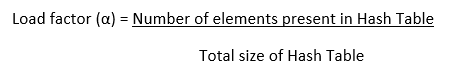 Load factor (α) = Number of elements present in Hash Table
Total size of Hash Table